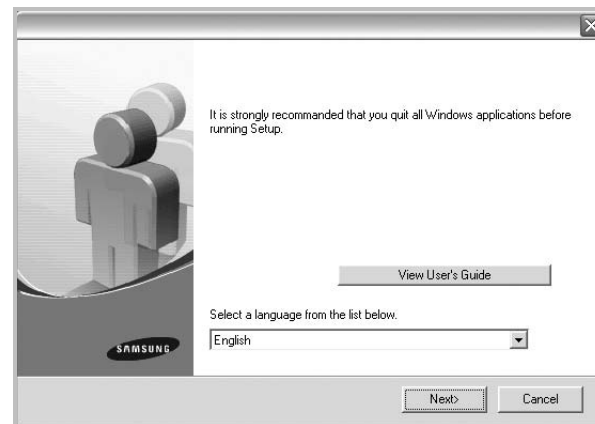 It is strongly recommanded that you quit all Windows applications before
running Setup.
View User's Guide
Select a language from the list below.
English
SAMSUNG
Next>
Cancel